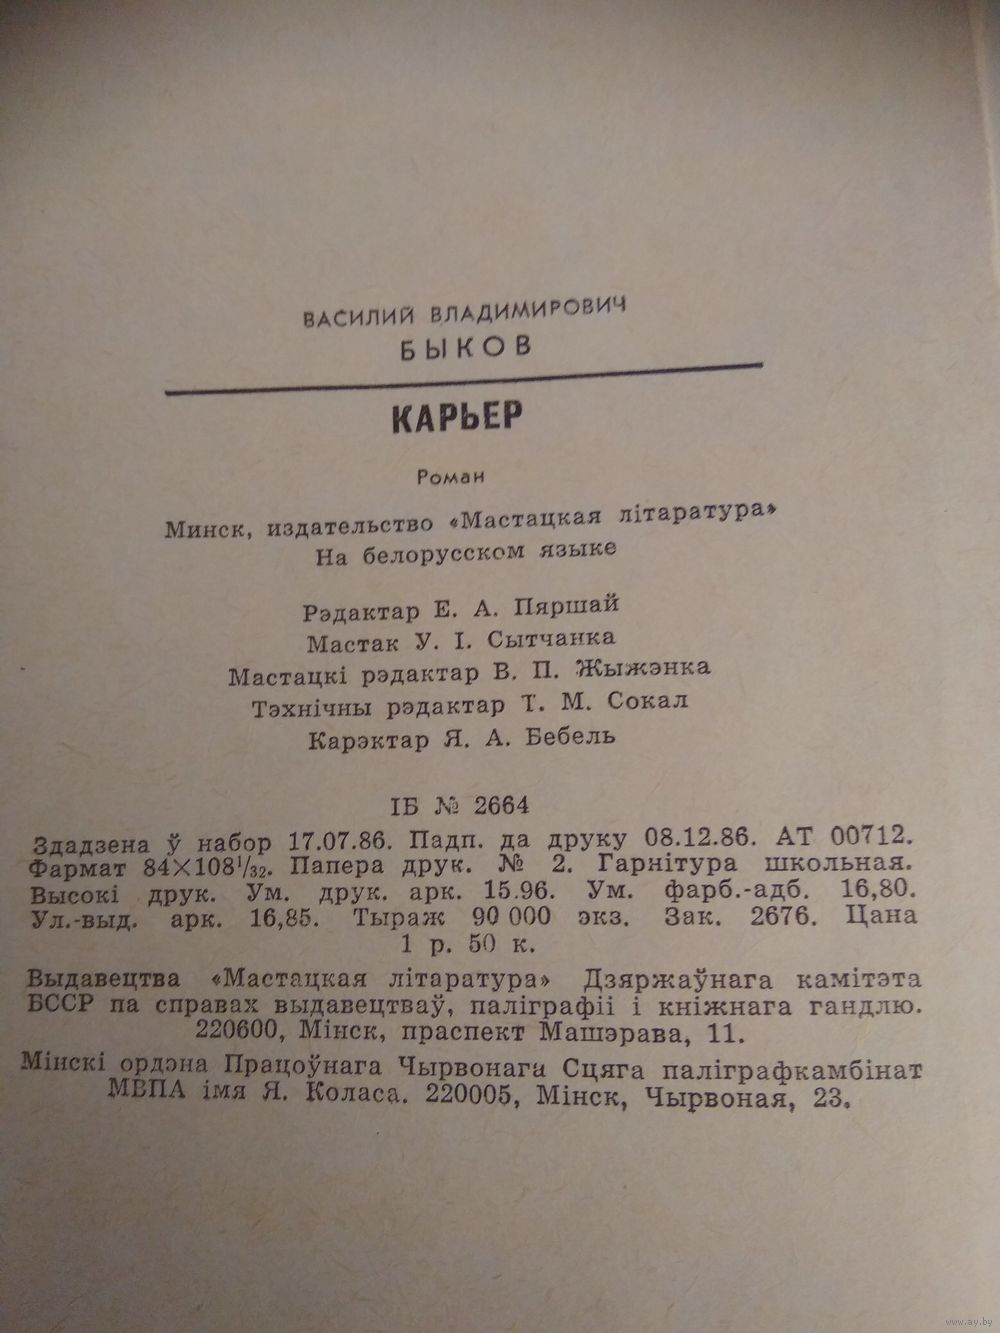 ВАСИЛИЙ ВЛАДИМИРОВИЧ
БЫКОВ
КАРЬЕР
Роман
Минск, издательство «Мастацкая літаратура»
На белорусском языке
Рэдактар Е. А. Пяршай
Мастак У. І. Сытчанка
Мастацкі рэдактар В. П. Жыжэнка
Тэхнічны рэдактар Т. М. Сокал
Карэктар Я. А. Бебель
ІБ № 2664
Здадзена ў набор 17.07.86. Падп. да друку 08.12.86. АТ 00712.
Фармат 84×108¹/₃₂. Папера друк. № 2. Гарнітура школьная.
Высокі друк. Ум. друк. арк. 15.96. Ум. фарб.-адб. 16,80.
Ул.-выд. арк. 16,85. Тыраж 90 000 экз. Зак. 2676. Цана
1 р. 50 к.
Выдавецтва «Мастацкая літаратура» Дзяржаўнага камітэта
БССР па справах выдавецтваў, паліграфіі і кніжнага гандлю.
220600, Мінск, праспект Машэрава, 11.
Мінскі ордэна Працоўнага Чырвонага Сцяга паліграфкамбінат
МВПА імя Я. Коласа. 220005, Мінск, Чырвоная, 23.
www.ay.by